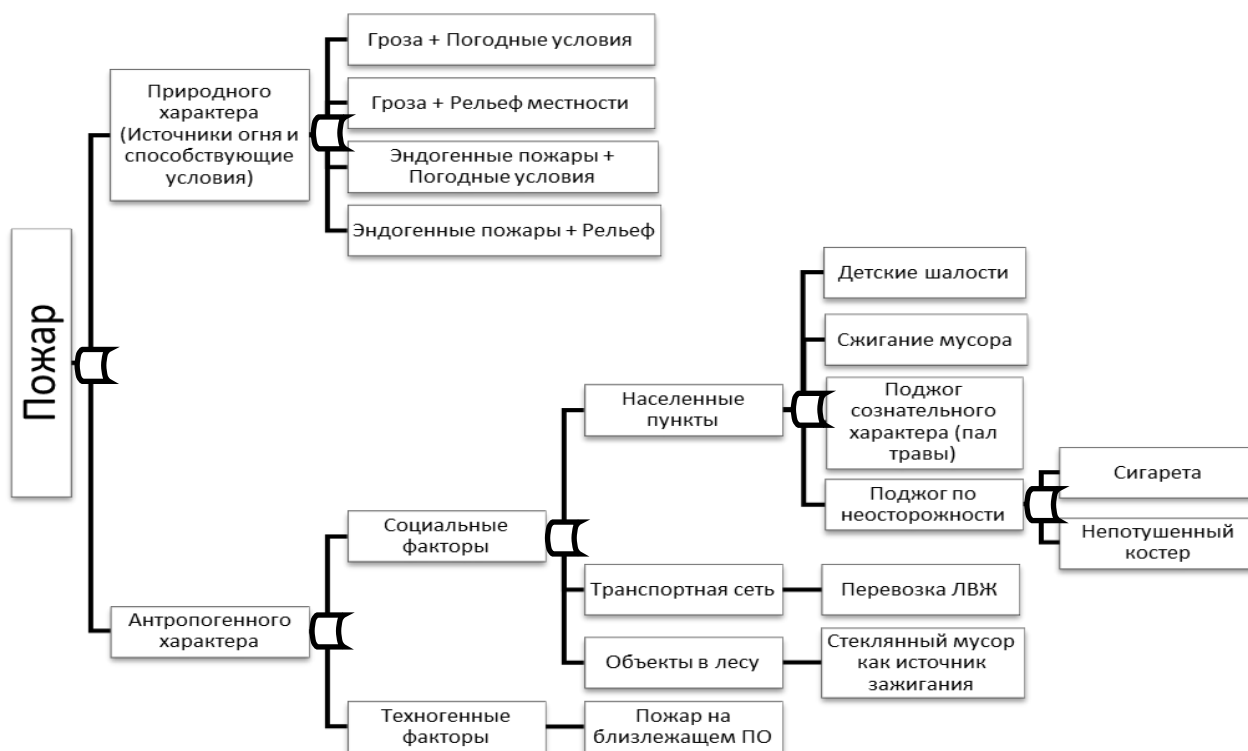 Пожар
Природного
характера
(Источники огня и
способствующие
условия)
Гроза + Погодные условия
Гроза + Рельеф местности
Эндогенные пожары +
Погодные условия
Эндогенные пожары + Рельеф
Антропогенного
характера
Социальные
факторы
Населенные
пункты
Детские шалости
Сжигание мусора
Поджог
сознательного
характера (пал
травы)
Поджог по
неосторожности
Сигарета
Непотушенный
костер
Транспортная сеть
Перевозка ЛВЖ
Объекты в лесу
Стеклянный мусор
как источник
зажигания
Техногенные
факторы
Пожар на
близлежащем ПО